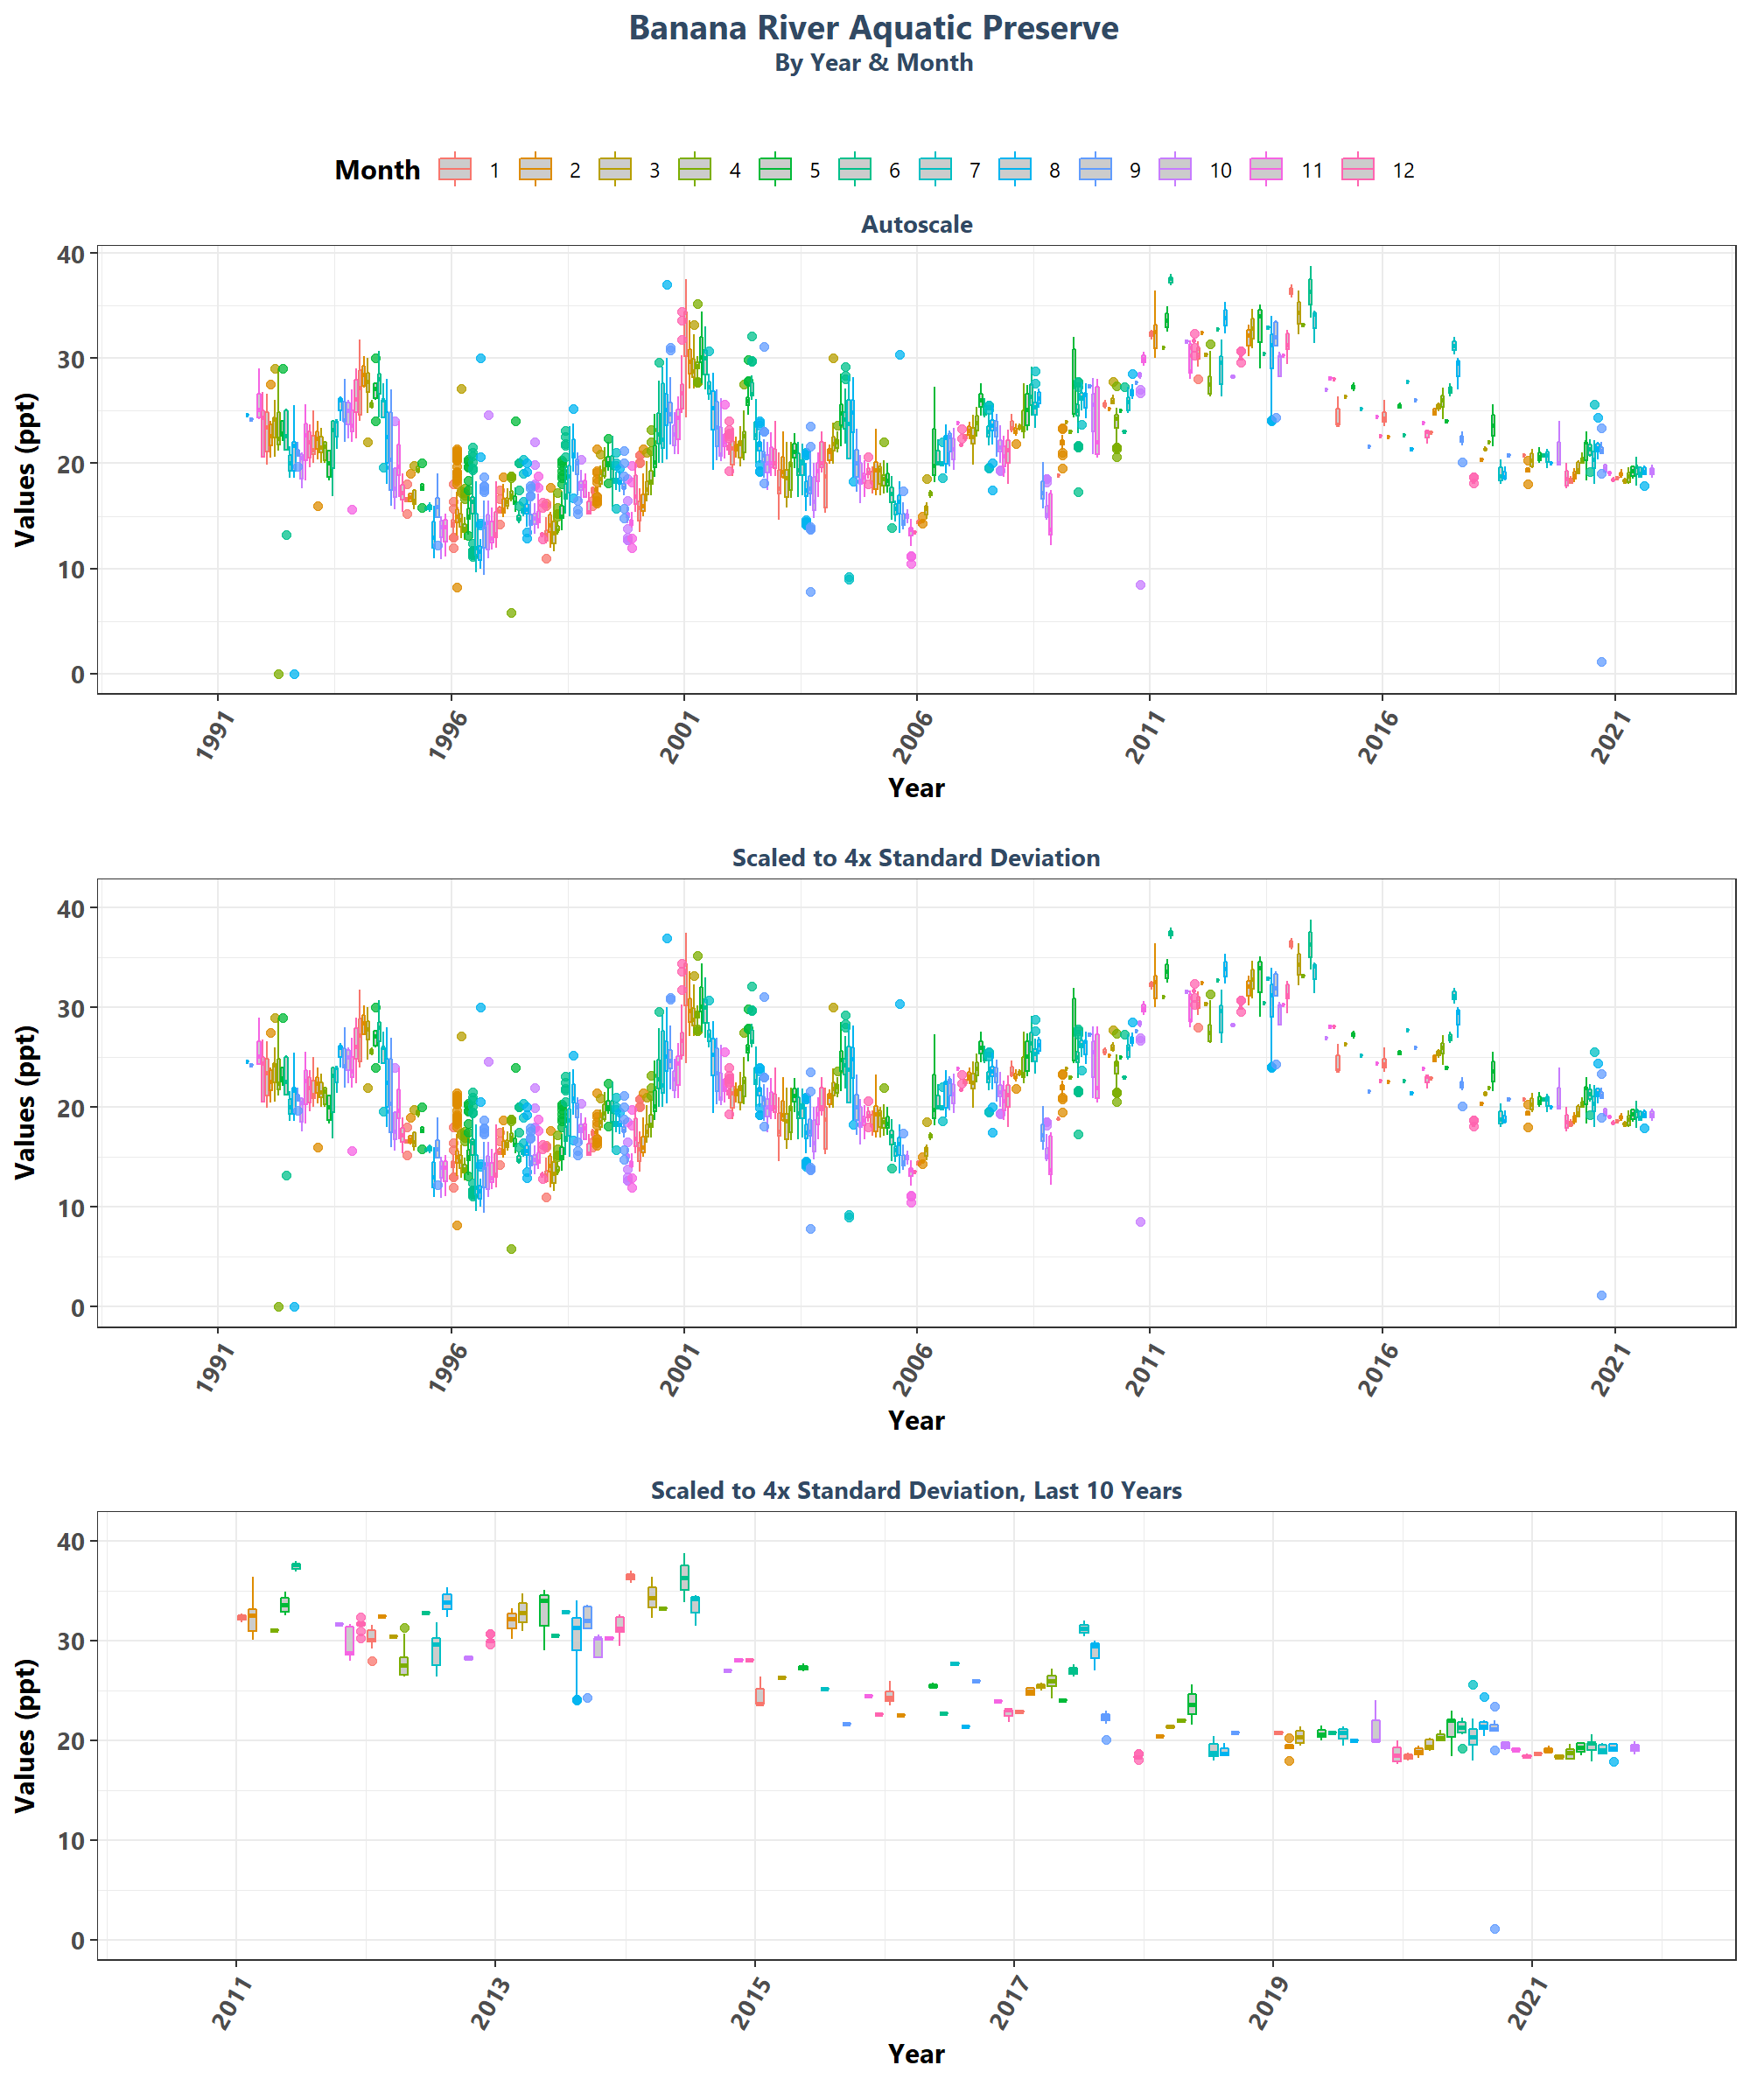 Banana River Aquatic Preserve
By Year & Month
Month 1 2 3 4 5 6 7 8 9 10 11 12
Autoscale
Values (ppt)
40
30
20
10
0
1991 1996 2001 2006 2011 2016 2021
Year
Scaled to 4x Standard Deviation
Values (ppt)
40
30
20
10
0
1991 1996 2001 2006 2011 2016 2021
Year
Scaled to 4x Standard Deviation, Last 10 Years
Values (ppt)
40
30
20
10
0
2011 2013 2015 2017 2019 2021
Year